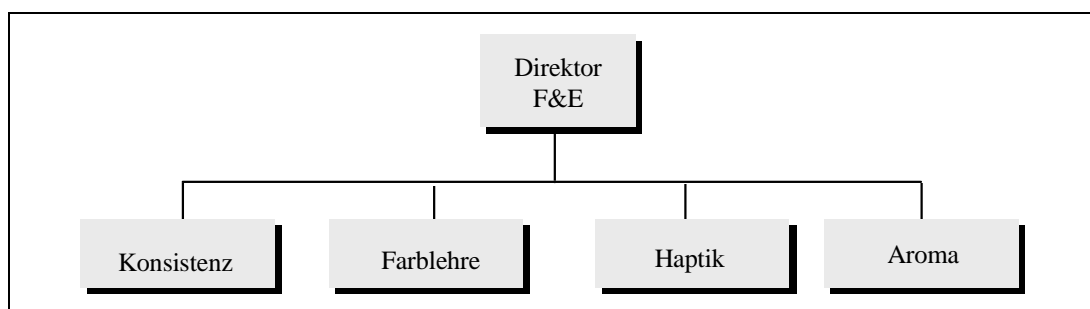 Direktor
F&E
Konsistenz
Farblehre
Haptik
Aroma